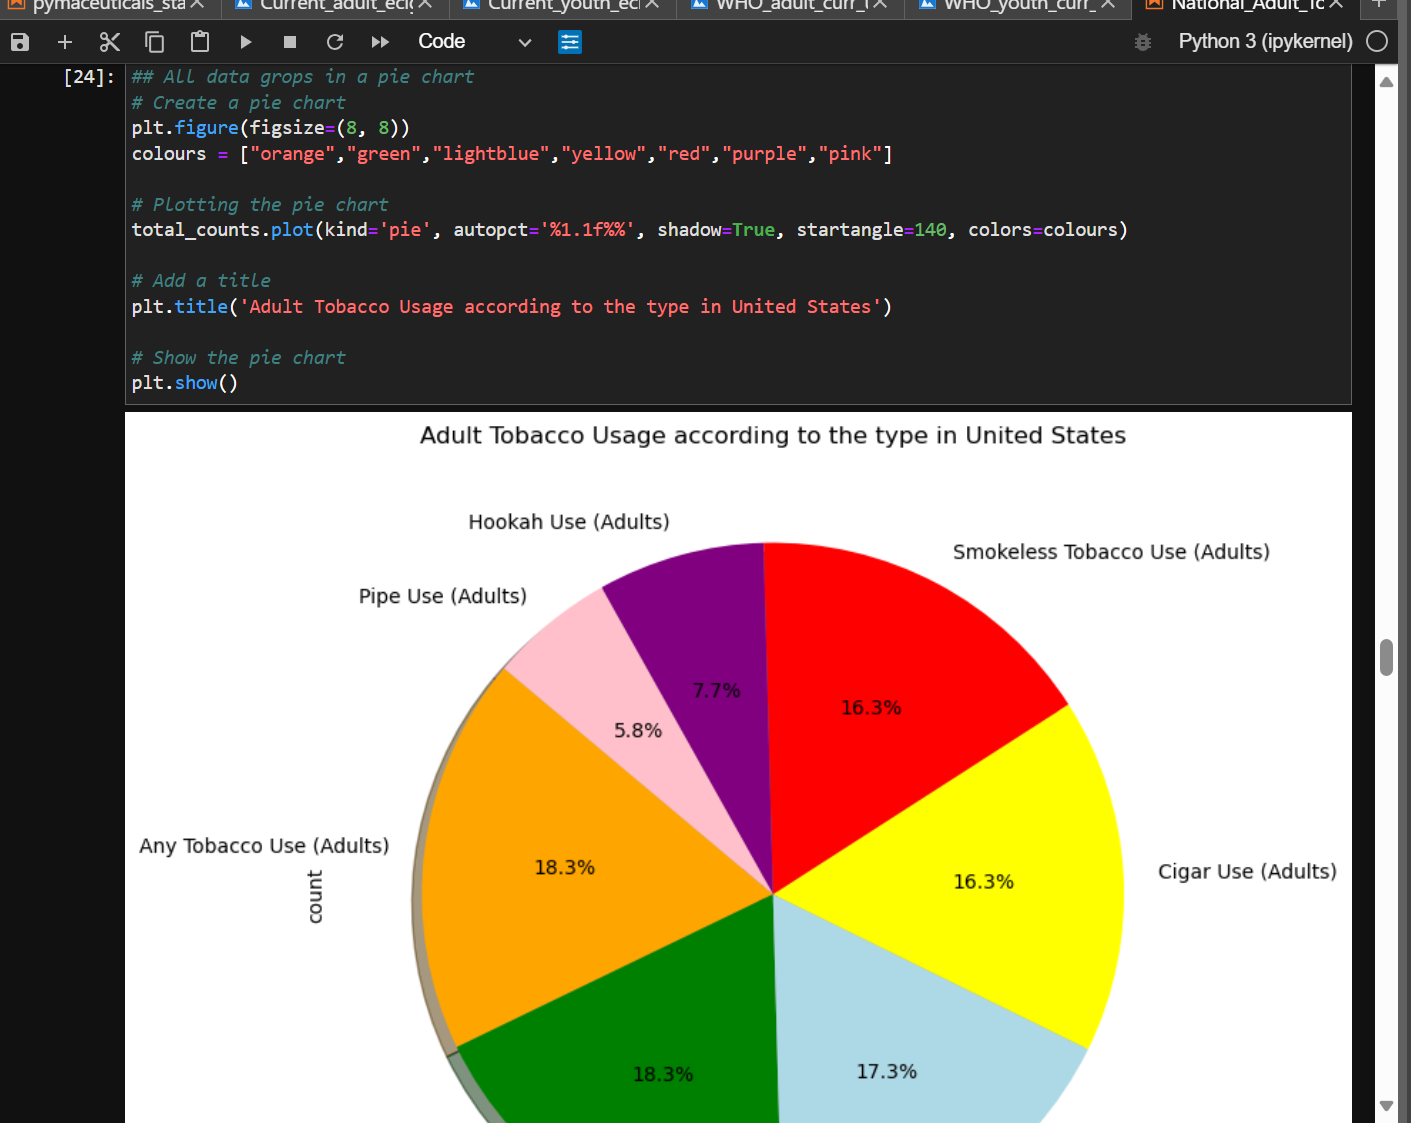 pymaceuticals_sta
Current_adult_ecig
Current_youth_eci
WHO_adult_curr_t
WHO_youth_curr_
National_Adult_To
Code
Python 3 (ipykernel)
[24]:
## All data grops in a pie chart
# Create a pie chart
plt.figure(figsize=(8, 8))
colours = ["orange","green","lightblue","yellow","red","purple","pink"]
# Plotting the pie chart
total_counts.plot(kind='pie', autopct='%1.1f%%', shadow=True, startangle=140, colors=colours)
# Add a title
plt.title('Adult Tobacco Usage according to the type in United States')
# Show the pie chart
plt.show()
Adult Tobacco Usage according to the type in United States
Hookah Use (Adults)
Smokeless Tobacco Use (Adults)
Pipe Use (Adults)
7.7%
16.3%
5.8%
Any Tobacco Use (Adults)
18.3%
16.3%
Cigar Use (Adults)
count
18.3%
17.3%